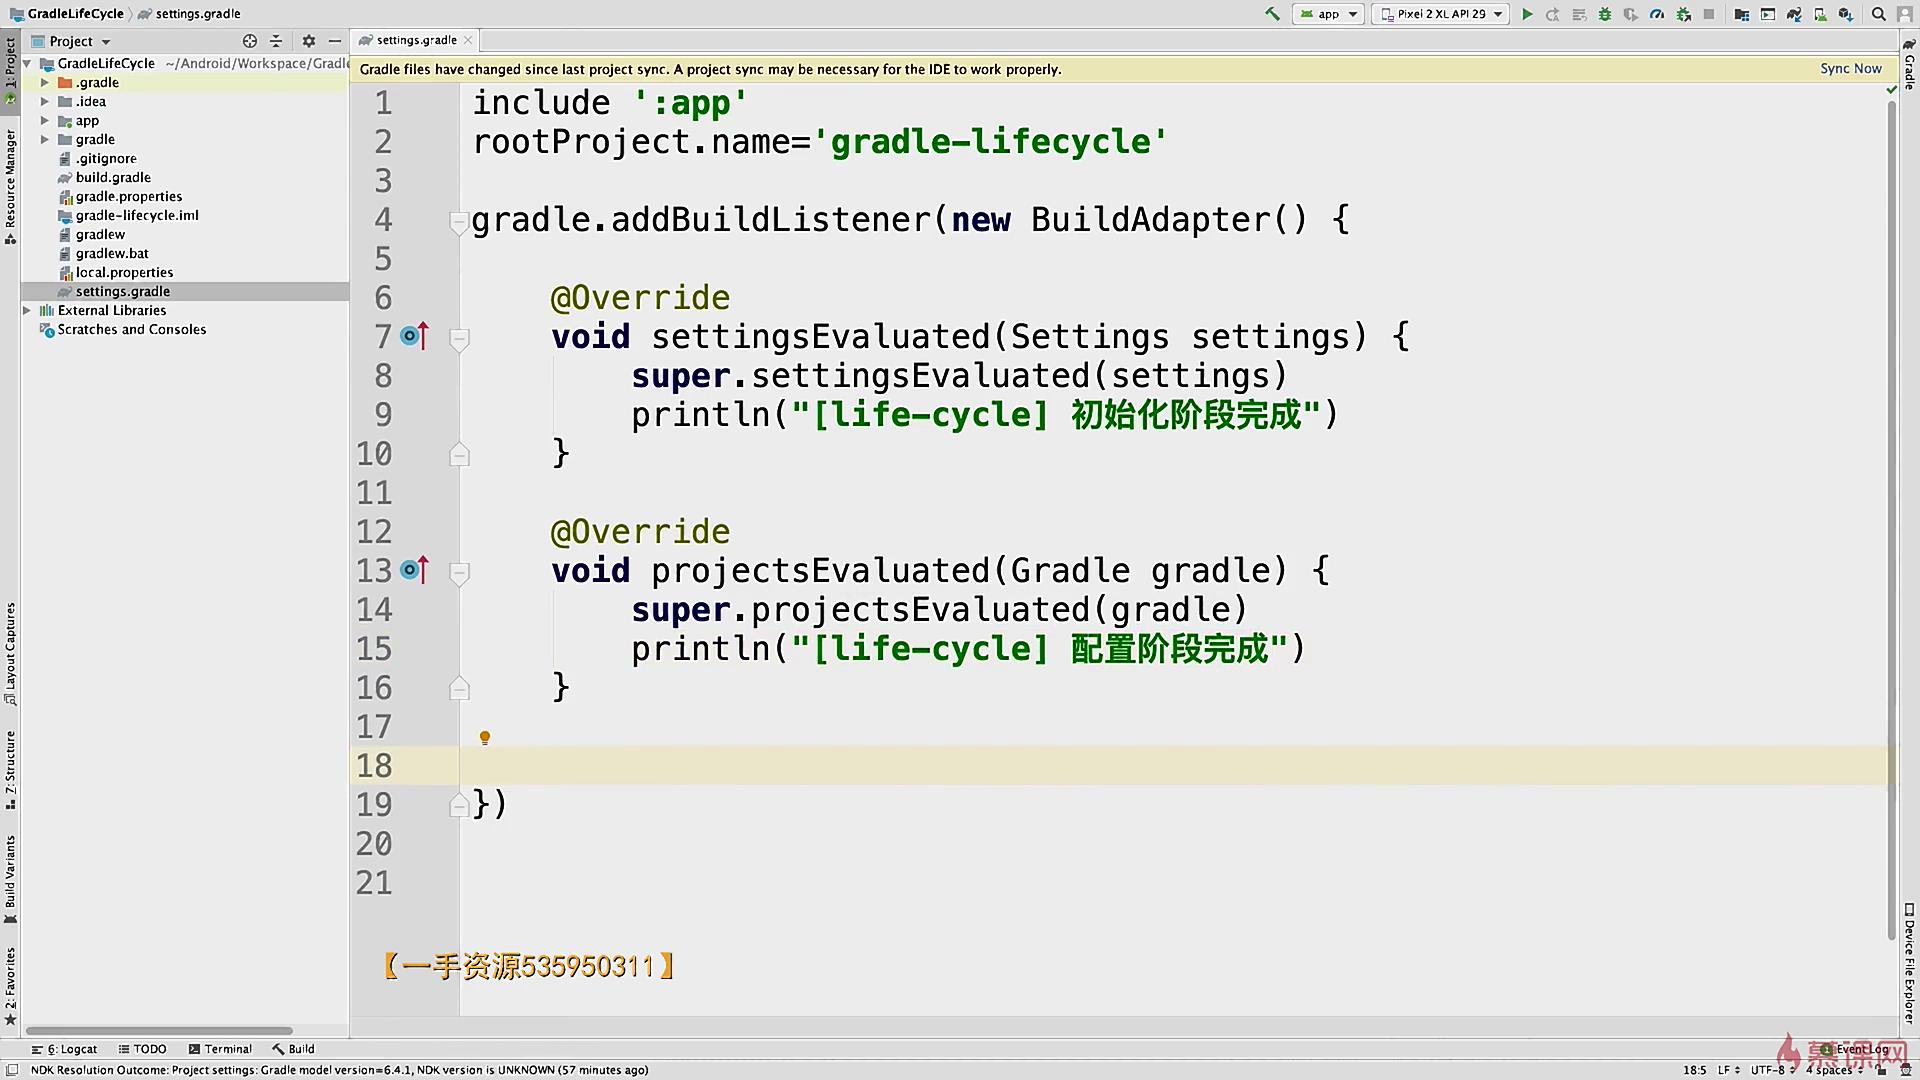 GradleLifeCycle
settings.gradle
app
Pixel 2 XL API 29
Project
settings.gradle
GradleLifeCycle ~/Android/Workspace/Gradle
.gradle
.idea
app
gradle
.gitignore
build.gradle
gradle.properties
gradle-lifecycle.iml
gradlew
gradlew.bat
local.properties
settings.gradle
External Libraries
Scratches and Consoles
Gradle files have changed since last project sync. A project sync may be necessary for the IDE to work properly.
Sync Now
1 include ':app'
2 rootProject.name='gradle-lifecycle'
3
4 gradle.addBuildListener(new BuildAdapter() {
5
6     @Override
7     void settingsEvaluated(Settings settings) {
8         super.settingsEvaluated(settings)
9         println("[life-cycle] 初始化阶段完成")
10     }
11
12     @Override
13     void projectsEvaluated(Gradle gradle) {
14         super.projectsEvaluated(gradle)
15         println("[life-cycle] 配置阶段完成")
16     }
17
18
19 })
20
21
【一手资源535950311】
1: Project
Resource Manager
Layout Captures
7: Structure
Build Variants
2: Favorites
Gradle
Device File Explorer
6: Logcat
TODO
Terminal
Build
Event Log
慕课网
NDK Resolution Outcome: Project settings: Gradle model version=6.4.1, NDK version is UNKNOWN (57 minutes ago)
18:5 LF UTF-8 4 spaces